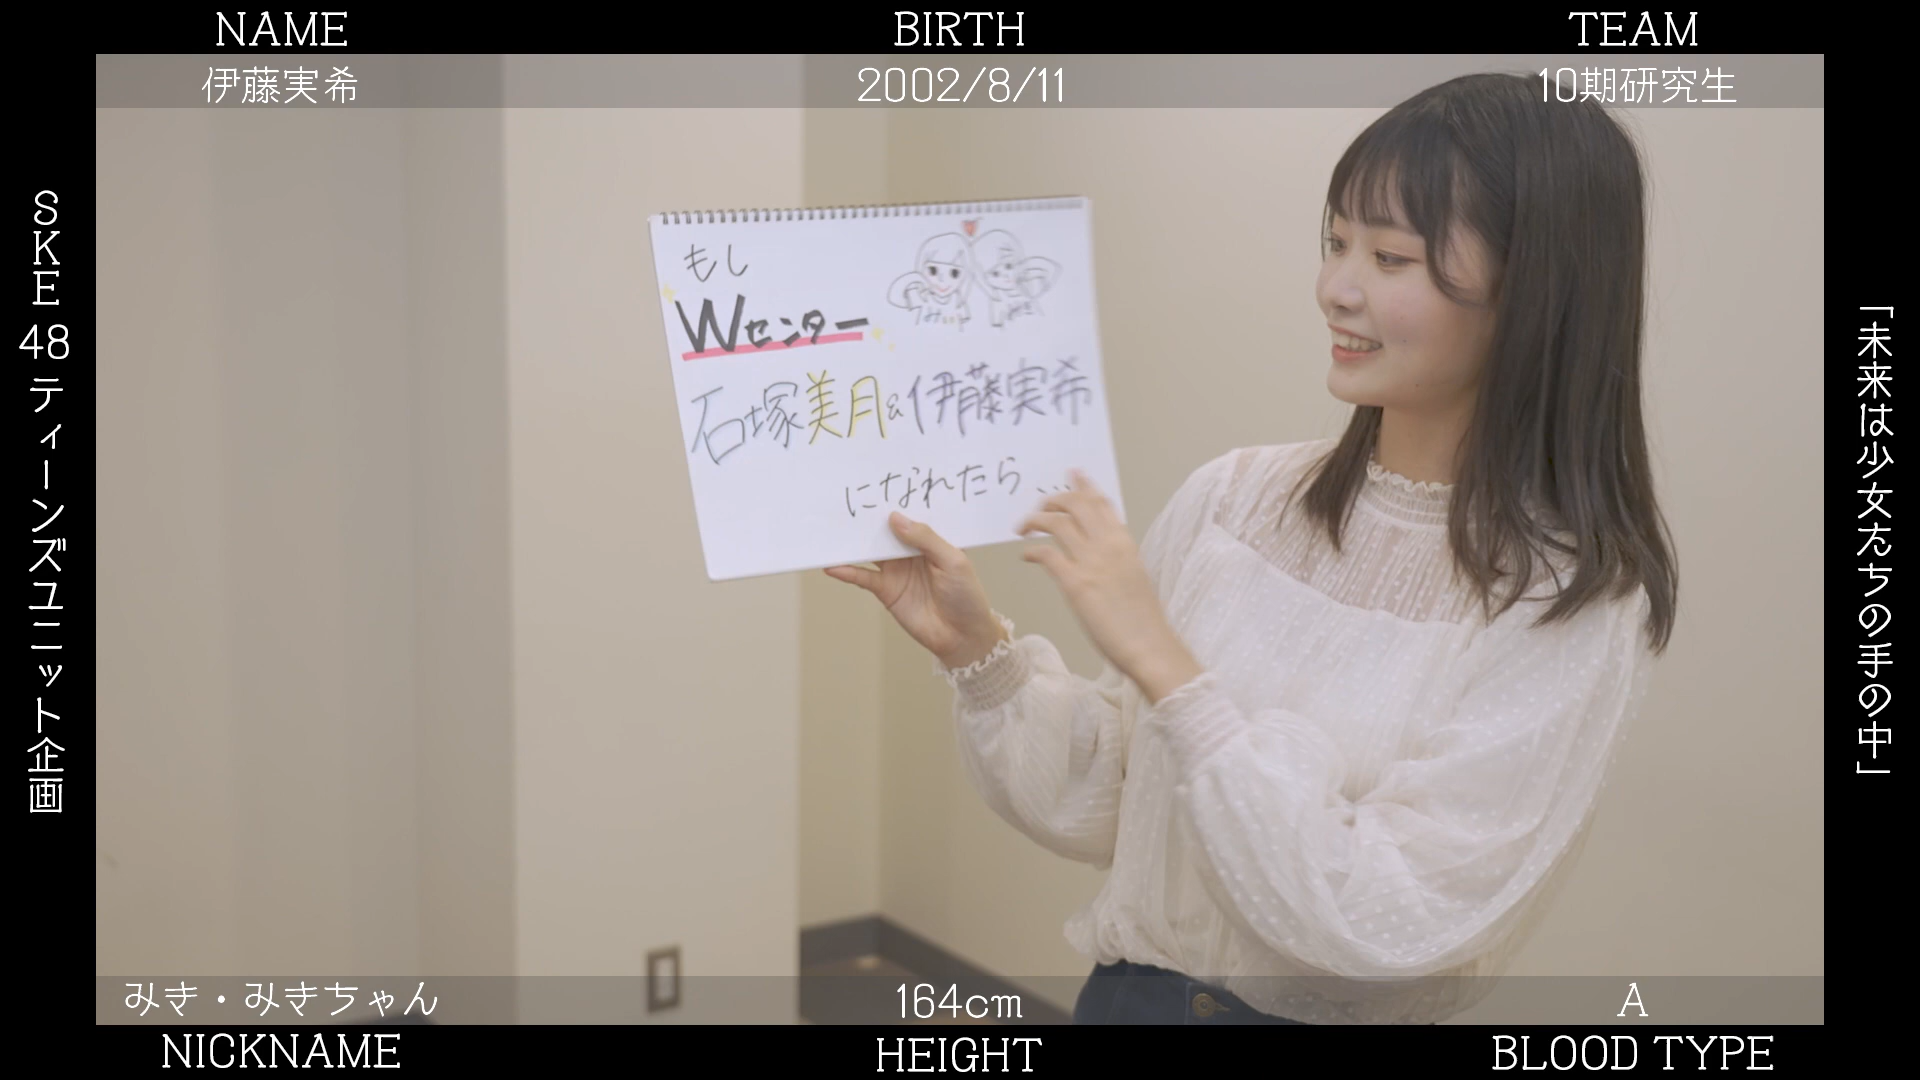 NAME
伊藤実希
BIRTH
2002/8/11
TEAM
10期研究生
SKE48ティーンズユニット企画
もし
Wセンター
石塚美月&伊藤実希
になれたら…
「未来は少女たちの手の中」
みき・みきちゃん
NICKNAME
164cm
HEIGHT
A
BLOOD TYPE